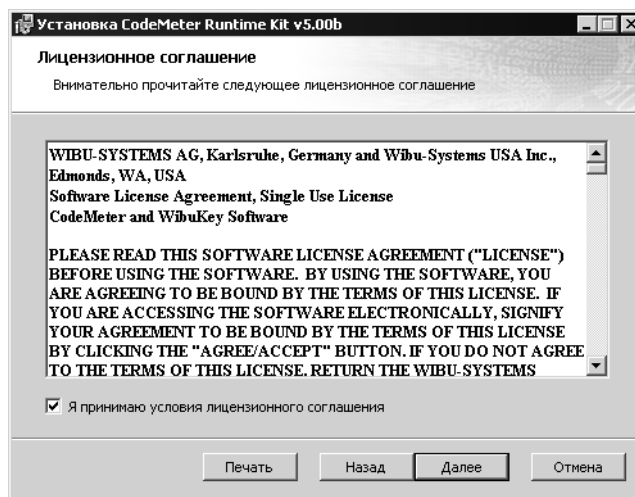 Установка CodeMeter Runtime Kit v5.00b
Лицензионное соглашение
Внимательно прочитайте следующее лицензионное соглашение
WIBU-SYSTEMS AG, Karlsruhe, Germany and Wibu-Systems USA Inc.,
Edmonds, WA, USA
Software License Agreement, Single Use License
CodeMeter and WibuKey Software
PLEASE READ THIS SOFTWARE LICENSE AGREEMENT ("LICENSE")
BEFORE USING THE SOFTWARE. BY USING THE SOFTWARE, YOU
ARE AGREEING TO BE BOUND BY THE TERMS OF THIS LICENSE. IF
YOU ARE ACCESSING THE SOFTWARE ELECTRONICALLY, SIGNIFY
YOUR AGREEMENT TO BE BOUND BY THE TERMS OF THIS LICENSE
BY CLICKING THE "AGREE/ACCEPT" BUTTON. IF YOU DO NOT AGREE
TO THE TERMS OF THIS LICENSE, RETURN THE WIBU-SYSTEMS
Я принимаю условия лицензионного соглашения
Печать Назад Далее Отмена